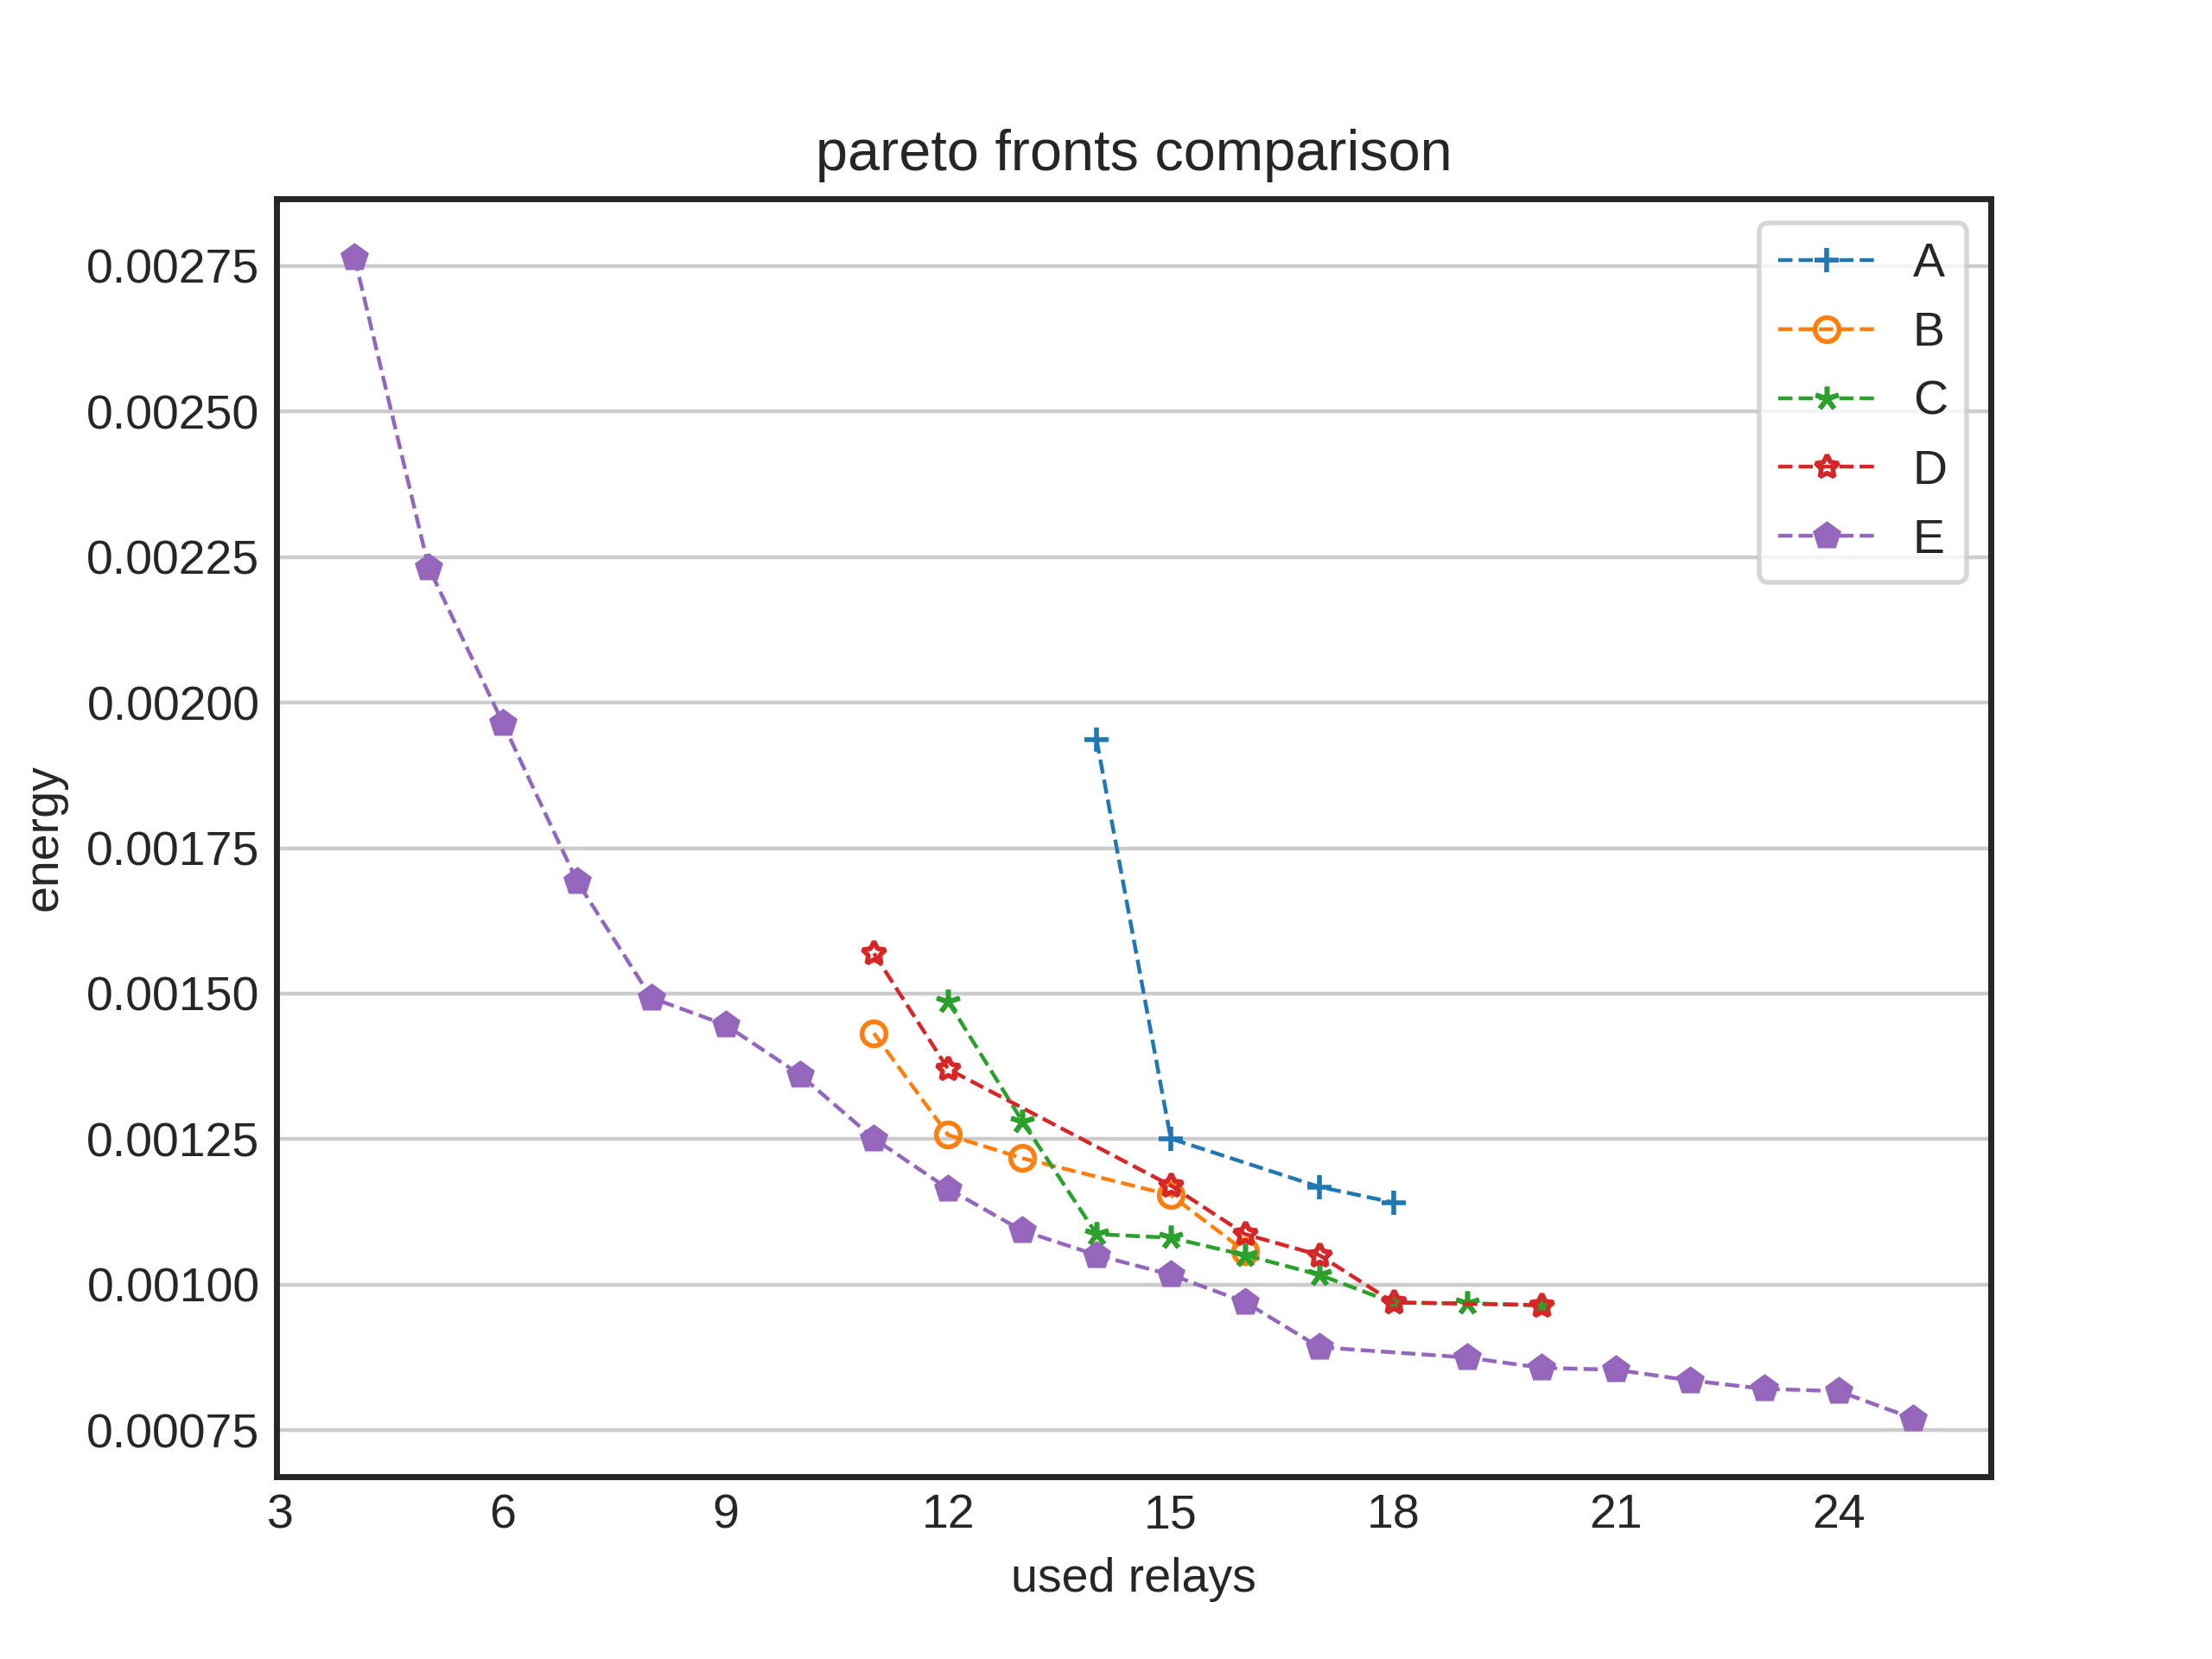 pareto fronts comparison
0.00275
0.00250
0.00225
0.00200
0.00175
0.00150
0.00125
0.00100
0.00075
energy
3 6 9 12 15 18 21 24
used relays
A
B
C
D
E